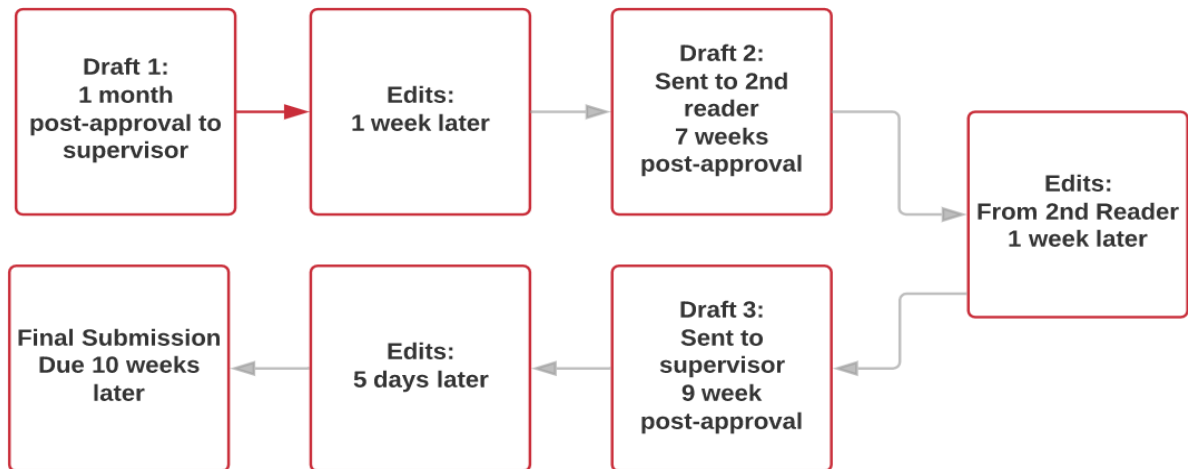 Draft 1:
1 month
post-approval to
supervisor
Edits:
1 week later
Draft 2:
Sent to 2nd
reader
7 weeks
post-approval
Edits:
From 2nd Reader
1 week later
Draft 3:
Sent to
supervisor
9 week
post-approval
Edits:
5 days later
Final Submission
Due 10 weeks
later